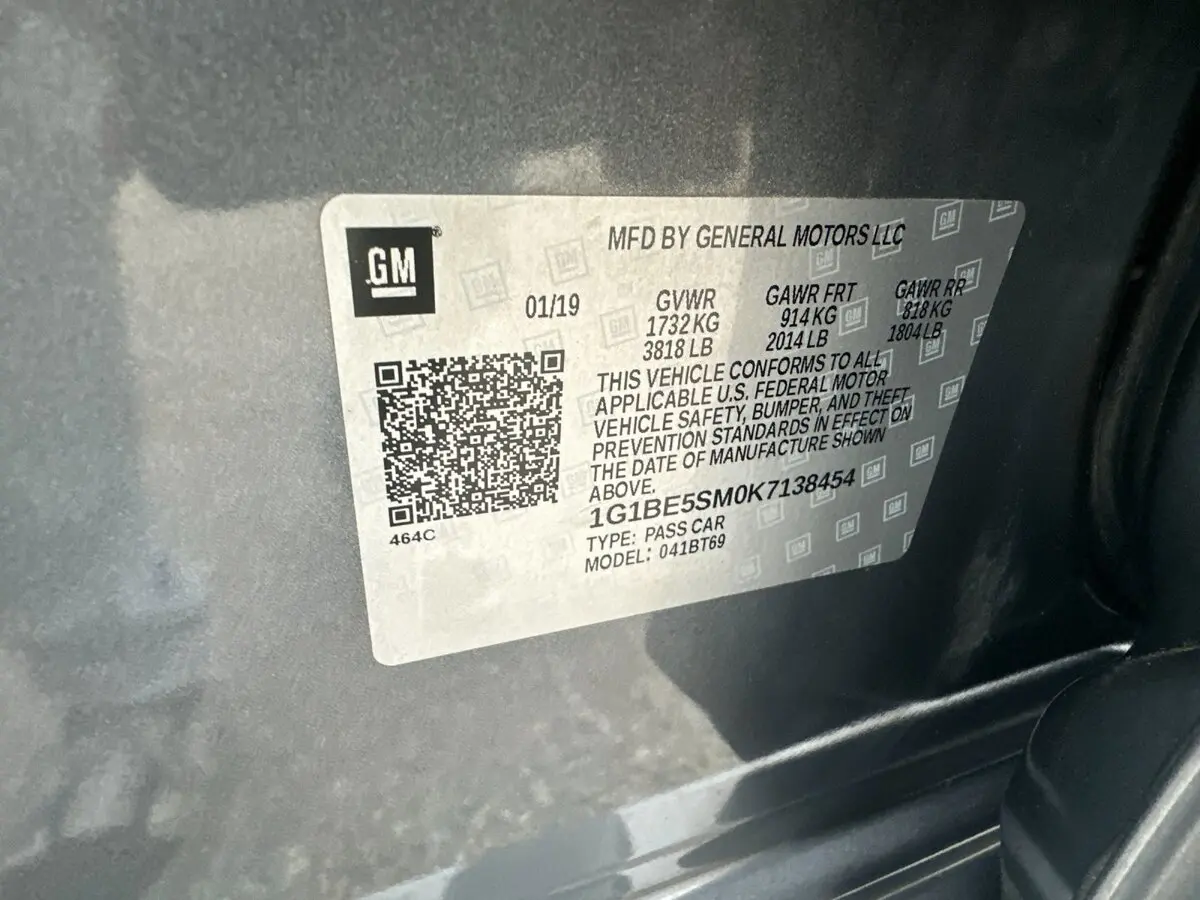 GM®
MFD BY GENERAL MOTORS LLC
01/19
GVWR
1732 KG
3818 LB
GAWR FRT
914 KG
2014 LB
GAWR RR
818 KG
1804 LB
THIS VEHICLE CONFORMS TO ALL
APPLICABLE U.S. FEDERAL MOTOR
VEHICLE SAFETY, BUMPER, AND THEFT
PREVENTION STANDARDS IN EFFECT ON
THE DATE OF MANUFACTURE SHOWN
ABOVE.
1G1BE5SM0K7138454
TYPE: PASS CAR
MODEL: 041BT69
464C